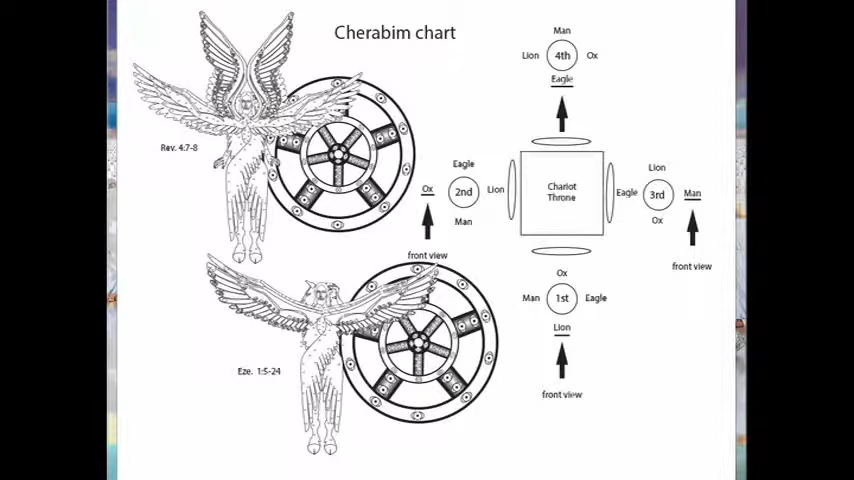 Cherabim chart
Man
Lion
4th
Ox
Eagle
Rev. 4:7-8
Eagle
Ox
2nd
Lion
Man
front view
Chariot
Throne
Lion
Eagle
3rd
Man
Ox
front view
Ox
Man
1st
Eagle
Lion
front view
Eze. 1:5-24